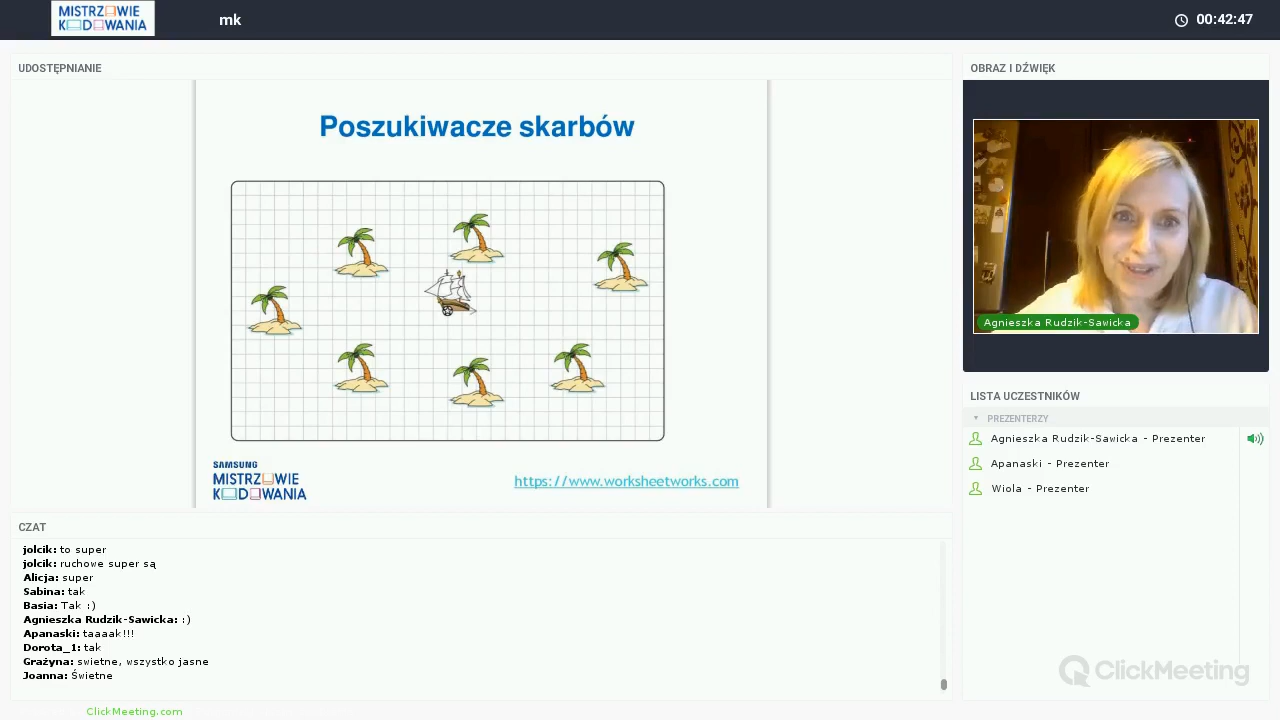 MISTRZOWIE
KODOWANIA
mk
00:42:47
UDOSTĘPNIANIE
Poszukiwacze skarbów
SAMSUNG
MISTRZOWIE
KODOWANIA
https://www.worksheetworks.com
OBRAZ I DŹWIĘK
Agnieszka Rudzik-Sawicka
LISTA UCZESTNIKÓW
PREZENTERZY
Agnieszka Rudzik-Sawicka - Prezenter
Apanaski - Prezenter
Wiola - Prezenter
CZAT
jolcik: to super
jolcik: ruchowe super są
Alicja: super
Sabina: tak
Basia: Tak :)
Agnieszka Rudzik-Sawicka: :)
Apanaski: taaaak!!!
Dorota_1: tak
Grażyna: swietne, wszystko jasne
Joanna: Świetne
ClickMeeting
ClickMeeting.com